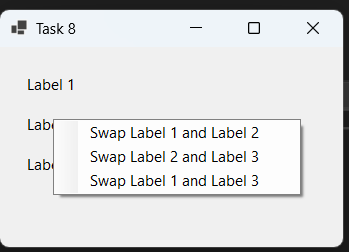 Task 8
Label 1
Swap Label 1 and Label 2
Swap Label 2 and Label 3
Swap Label 1 and Label 3